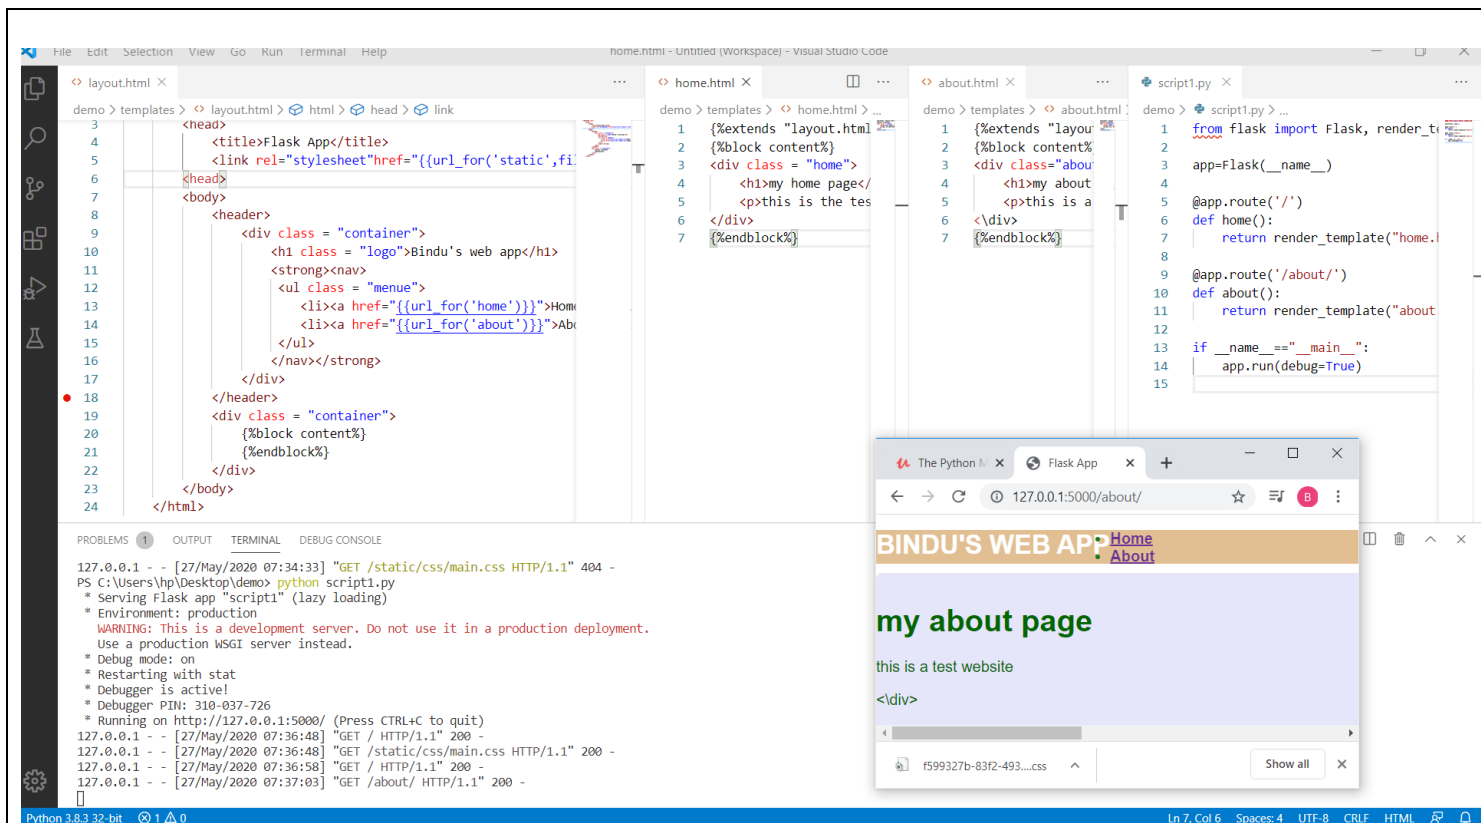 File Edit Selection View Go Run Terminal Help
home.html - Untitled (Workspace) - Visual Studio Code
layout.html
demo > templates > layout.html > html > head > link
3 <head>
4 <title>Flask App</title>
5 <link rel="stylesheet"href="{{url_for('static',fil
6 <head>
7 <body>
8 <header>
9 <div class = "container">
10 <h1 class = "logo">Bindu's web app</h1>
11 <strong><nav>
12 <ul class = "menue">
13 <li><a href="{{url_for('home')}}">Home
14 <li><a href="{{url_for('about')}}">Abo
15 </ul>
16 </nav></strong>
17 </div>
18 </header>
19 <div class = "container">
20 {%block content%}
21 {%endblock%}
22 </div>
23 </body>
24 </html>
home.html
demo > templates > home.html > ...
1 {%extends "layout.html
2 {%block content%}
3 <div class = "home">
4 <h1>my home page</
5 <p>this is the tes
6 </div>
7 {%endblock%}
about.html
demo > templates > about.html
1 {%extends "layou
2 {%block content%
3 <div class="abou
4 <h1>my about
5 <p>this is a
6 <\div>
7 {%endblock%}
script1.py
demo > script1.py > ...
1 from flask import Flask, render_te
2
3 app=Flask(__name__)
4
5 @app.route('/')
6 def home():
7 return render_template("home.h
8
9 @app.route('/about/')
10 def about():
11 return render_template("about
12
13 if __name__=="__main__":
14 app.run(debug=True)
15
PROBLEMS 1 OUTPUT TERMINAL DEBUG CONSOLE
127.0.0.1 - - [27/May/2020 07:34:33] "GET /static/css/main.css HTTP/1.1" 404 -
PS C:\Users\hp\Desktop\demo> python script1.py
* Serving Flask app "script1" (lazy loading)
* Environment: production
WARNING: This is a development server. Do not use it in a production deployment.
Use a production WSGI server instead.
* Debug mode: on
* Restarting with stat
* Debugger is active!
* Debugger PIN: 310-037-726
* Running on http://127.0.0.1:5000/ (Press CTRL+C to quit)
127.0.0.1 - - [27/May/2020 07:36:48] "GET / HTTP/1.1" 200 -
127.0.0.1 - - [27/May/2020 07:36:48] "GET /static/css/main.css HTTP/1.1" 200 -
127.0.0.1 - - [27/May/2020 07:36:58] "GET / HTTP/1.1" 200 -
127.0.0.1 - - [27/May/2020 07:37:03] "GET /about/ HTTP/1.1" 200 -
The Python M
Flask App
127.0.0.1:5000/about/
B
BINDU'S WEB APP
Home
About
my about page
this is a test website
<\div>
f599327b-83f2-493....css
Show all
Python 3.8.3 32-bit 1 0
Ln 7, Col 6 Spaces: 4 UTF-8 CRLF HTML